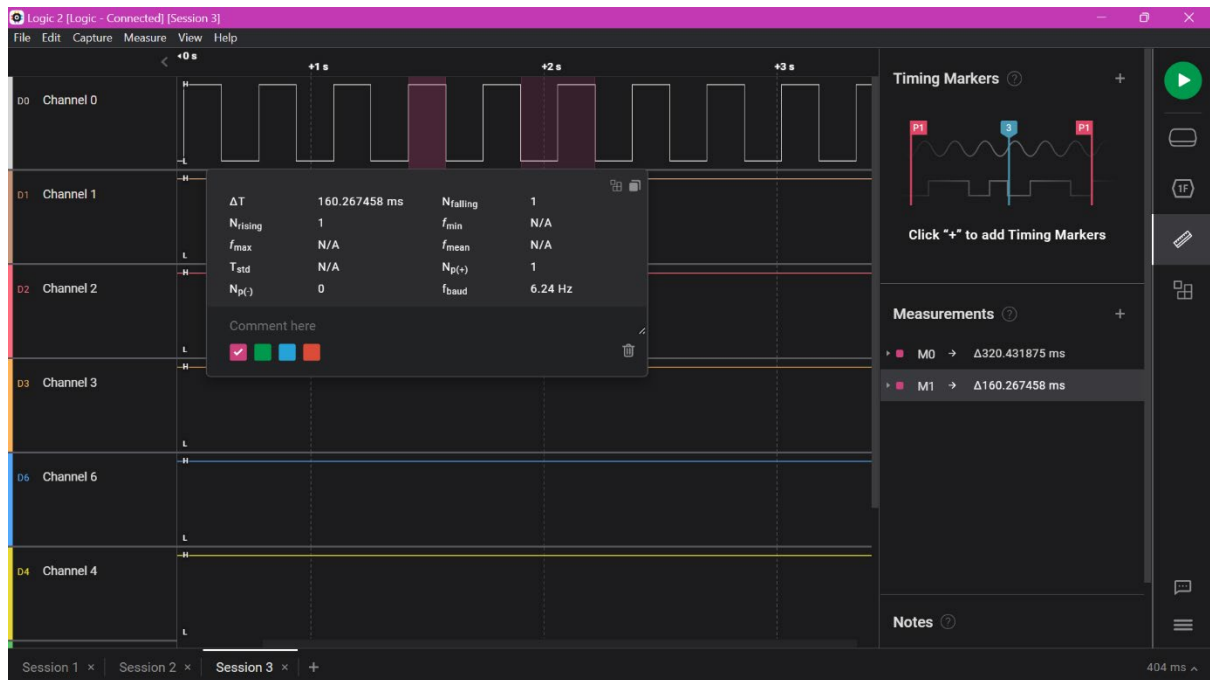 Logic 2 [Logic - Connected] [Session 3]
File Edit Capture Measure View Help
0 s
+1 s +2 s +3 s
D0 Channel 0
H
L
D1 Channel 1
H
L
D2 Channel 2
H
L
D3 Channel 3
H
L
D6 Channel 6
H
L
D4 Channel 4
H
L
ΔT 160.267458 ms Nfalling 1
Nrising 1 fmin N/A
fmax N/A fmean N/A
Tstd N/A Np(+) 1
Np(-) 0 fbaud 6.24 Hz
Comment here
Timing Markers ? +
P1 3 P1
Click “+” to add Timing Markers
Measurements ? +
M0 → Δ320.431875 ms
M1 → Δ160.267458 ms
Notes ?
1F
Session 1 × Session 2 × Session 3 × +
404 ms